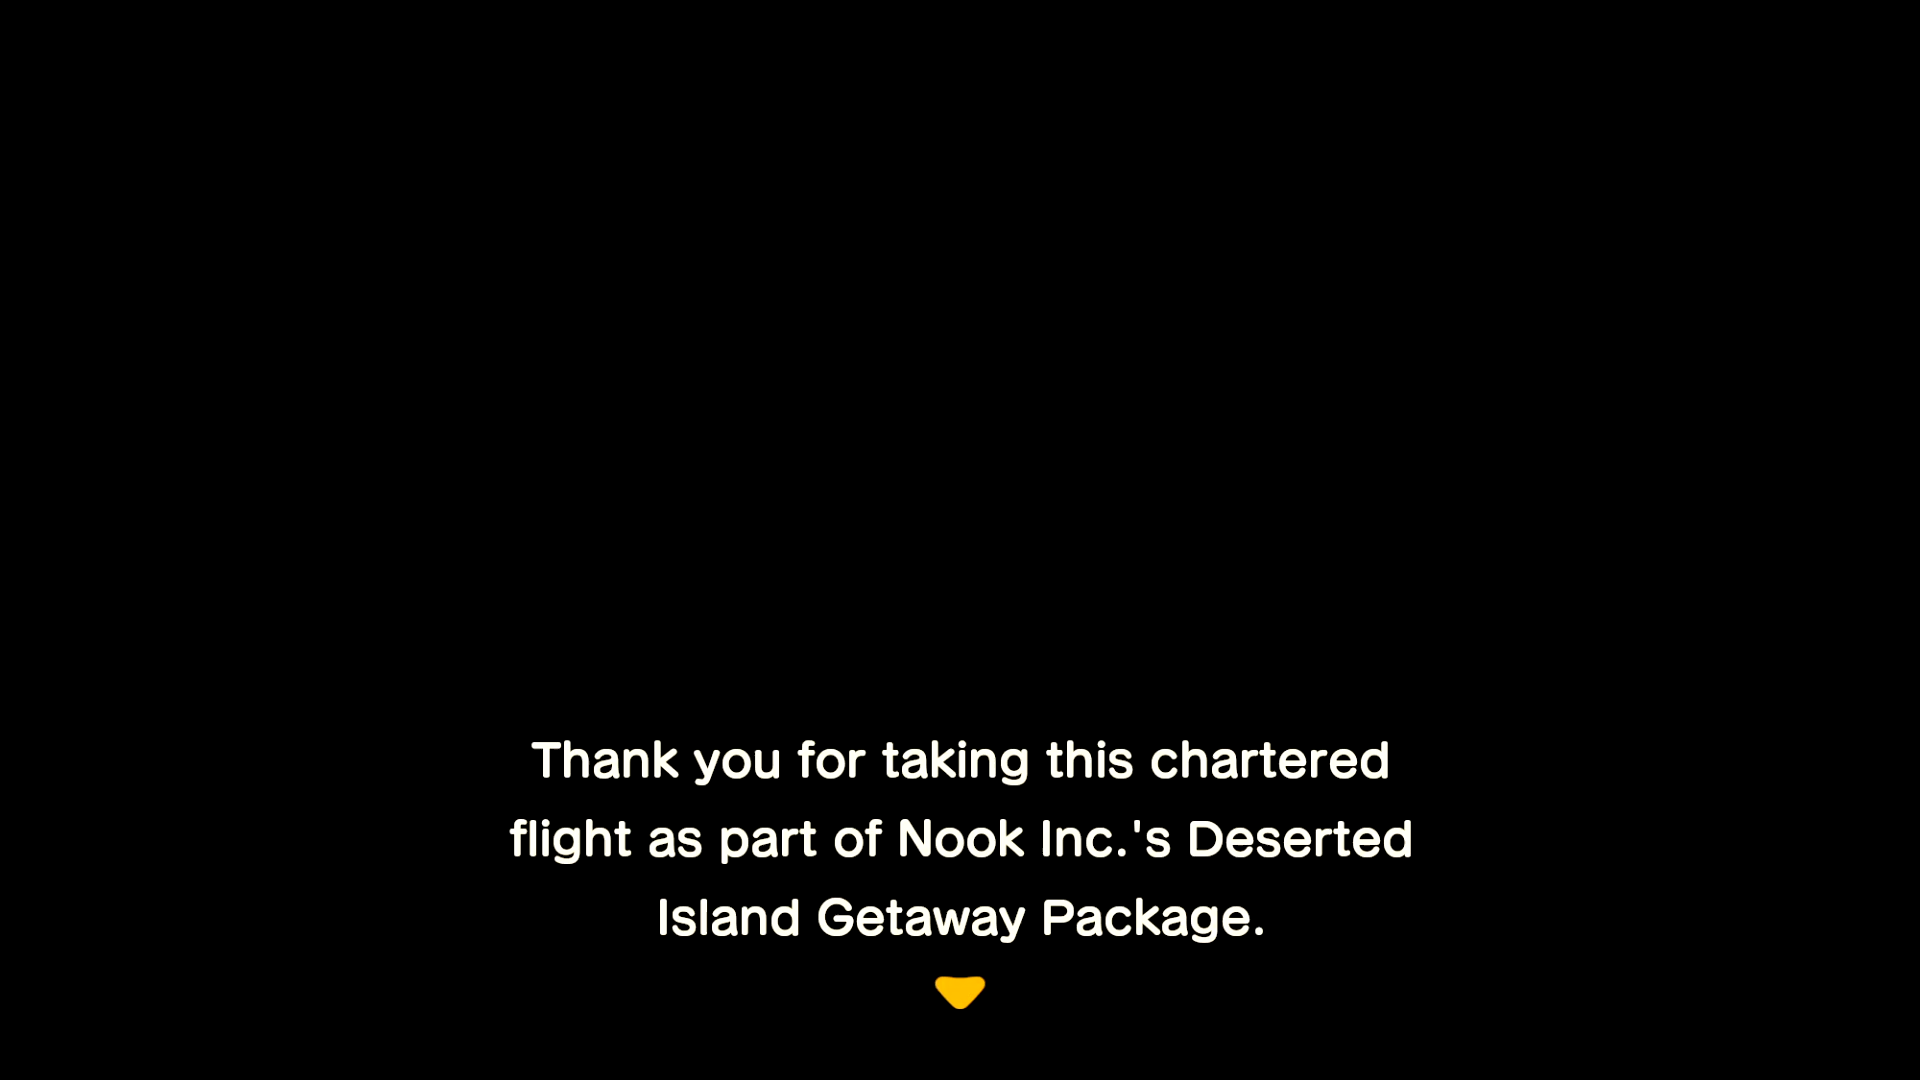 Thank you for taking this chartered
flight as part of Nook Inc.'s Deserted
Island Getaway Package.